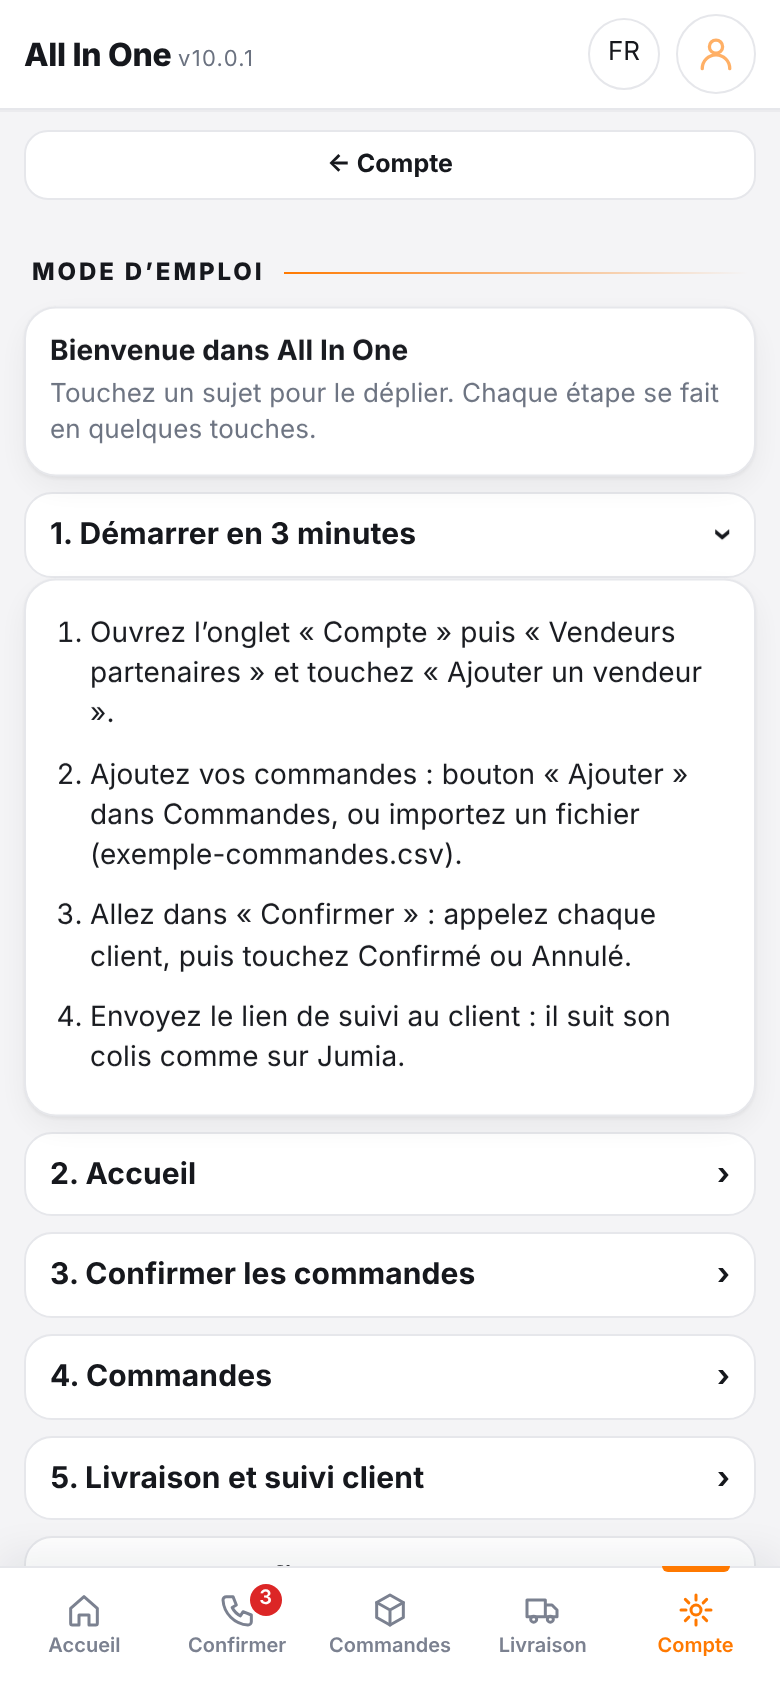 All In One v10.0.1
FR
← Compte
MODE D’EMPLOI
Bienvenue dans All In One
Touchez un sujet pour le déplier. Chaque étape se fait
en quelques touches.
1. Démarrer en 3 minutes
1. Ouvrez l’onglet « Compte » puis « Vendeurs
partenaires » et touchez « Ajouter un vendeur
».
2. Ajoutez vos commandes : bouton « Ajouter »
dans Commandes, ou importez un fichier
(exemple-commandes.csv).
3. Allez dans « Confirmer » : appelez chaque
client, puis touchez Confirmé ou Annulé.
4. Envoyez le lien de suivi au client : il suit son
colis comme sur Jumia.
2. Accueil
3. Confirmer les commandes
4. Commandes
5. Livraison et suivi client
3
Accueil
Confirmer
Commandes
Livraison
Compte